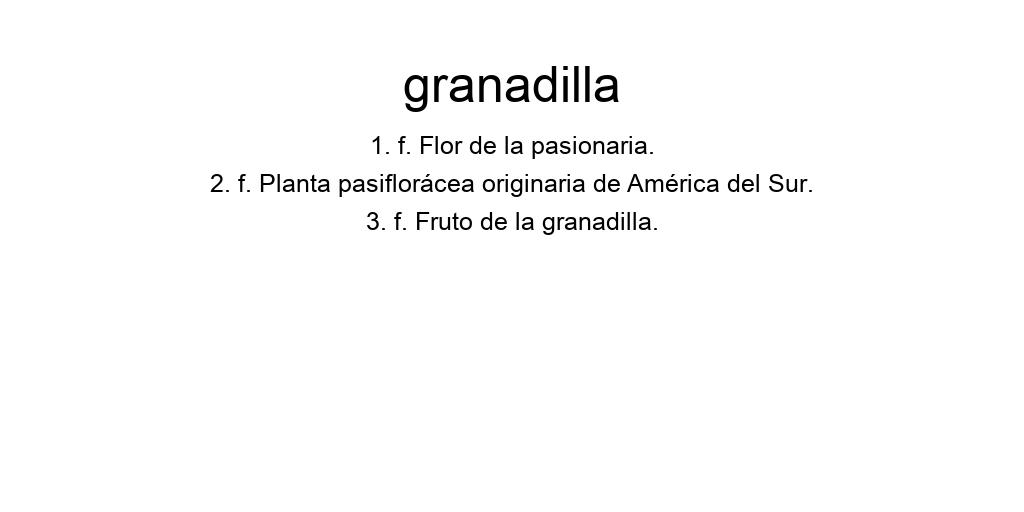 granadilla
1. f. Flor de la pasionaria.
2. f. Planta pasiflorácea originaria de América del Sur.
3. f. Fruto de la granadilla.